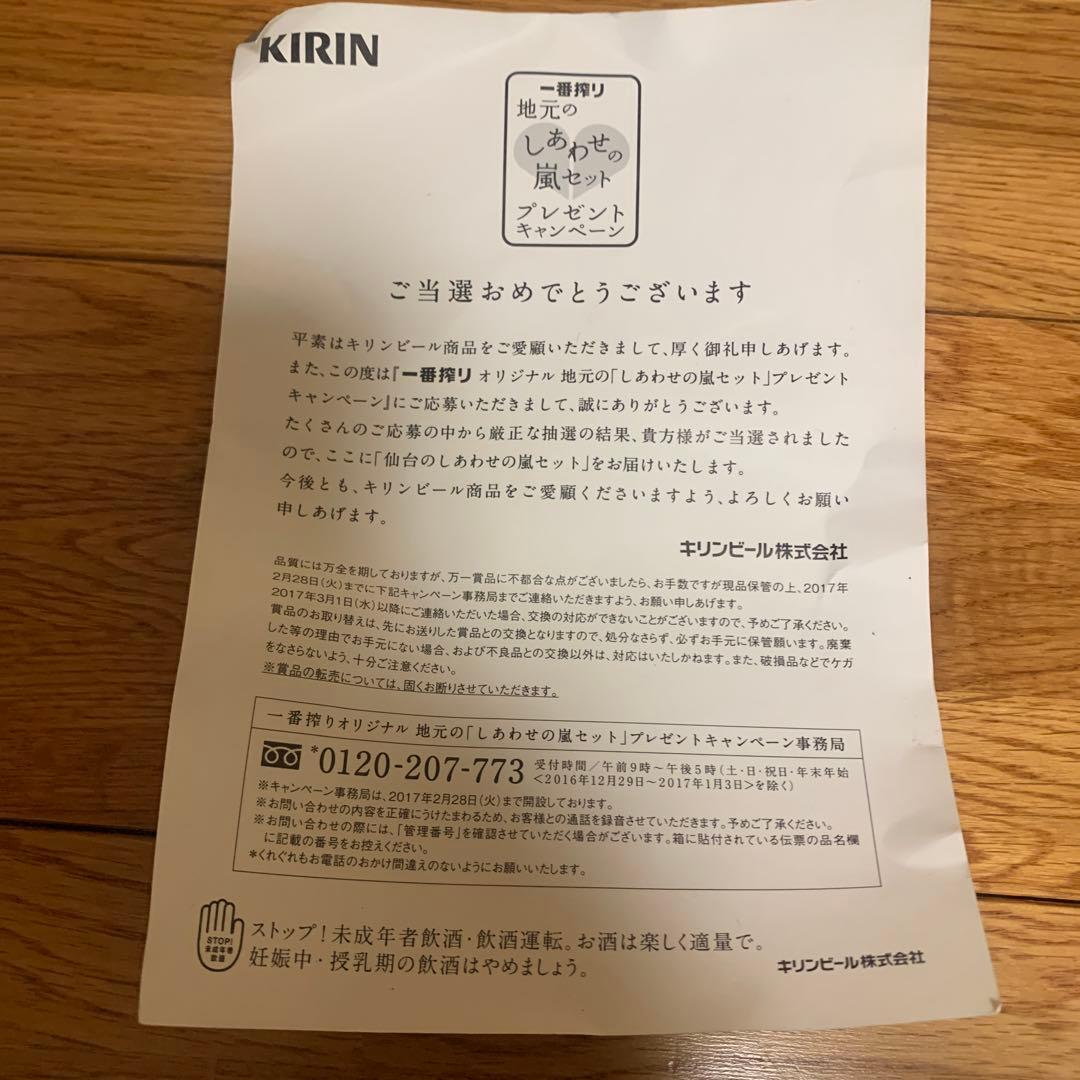 KIRIN
一番搾り
地元の
しあわせの
嵐セット
プレゼント
キャンペーン
ご当選おめでとうございます
平素はキリンビール商品をご愛顧いただきまして、厚く御礼申しあげます。
また、この度は『一番搾り オリジナル 地元の「しあわせの嵐セット」プレゼント
キャンペーン』にご応募いただきまして、誠にありがとうございます。
たくさんのご応募の中から厳正な抽選の結果、貴方様がご当選されました
ので、ここに「仙台のしあわせの嵐セット」をお届けいたします。
今後とも、キリンビール商品をご愛顧くださいますよう、よろしくお願い
申しあげます。
キリンビール株式会社
品質には万全を期しておりますが、万一賞品に不都合な点がございましたら、お手数ですが現品保管の上、2017年
2月28日(火)までに下記キャンペーン事務局までご連絡いただきますよう、お願い申しあげます。
2017年3月1日(水)以降にご連絡いただいた場合、交換の対応ができないことがございますので、予めご了承ください。
賞品のお取り替えは、先にお送りした賞品との交換となりますので、処分なさらず、必ずお手元に保管願います。廃棄
した等の理由でお手元にない場合、および不良品との交換以外は、対応はいたしかねます。また、破損品などでケガ
をなさらないよう、十分ご注意ください。
※賞品の転売については、固くお断りさせていただきます。
一番搾りオリジナル 地元の「しあわせの嵐セット」プレゼントキャンペーン事務局
*0120-207-773 受付時間/午前9時～午後5時(土・日・祝日・年末年始
<2016年12月29日～2017年1月3日>を除く)
※キャンペーン事務局は、2017年2月28日(火)まで開設しております。
※お問い合わせの内容を正確にうけたまわるため、お客様との通話を録音させていただきます。予めご了承ください。
※お問い合わせの際には、「管理番号」を確認させていただく場合がございます。箱に貼付されている伝票の品名欄
に記載の番号をお控えください。
*くれぐれもお電話のおかけ間違えのないようにお願いいたします。
STOP!
未成年者
飲酒
ストップ!未成年者飲酒・飲酒運転。お酒は楽しく適量で。
妊娠中・授乳期の飲酒はやめましょう。
キリンビール株式会社